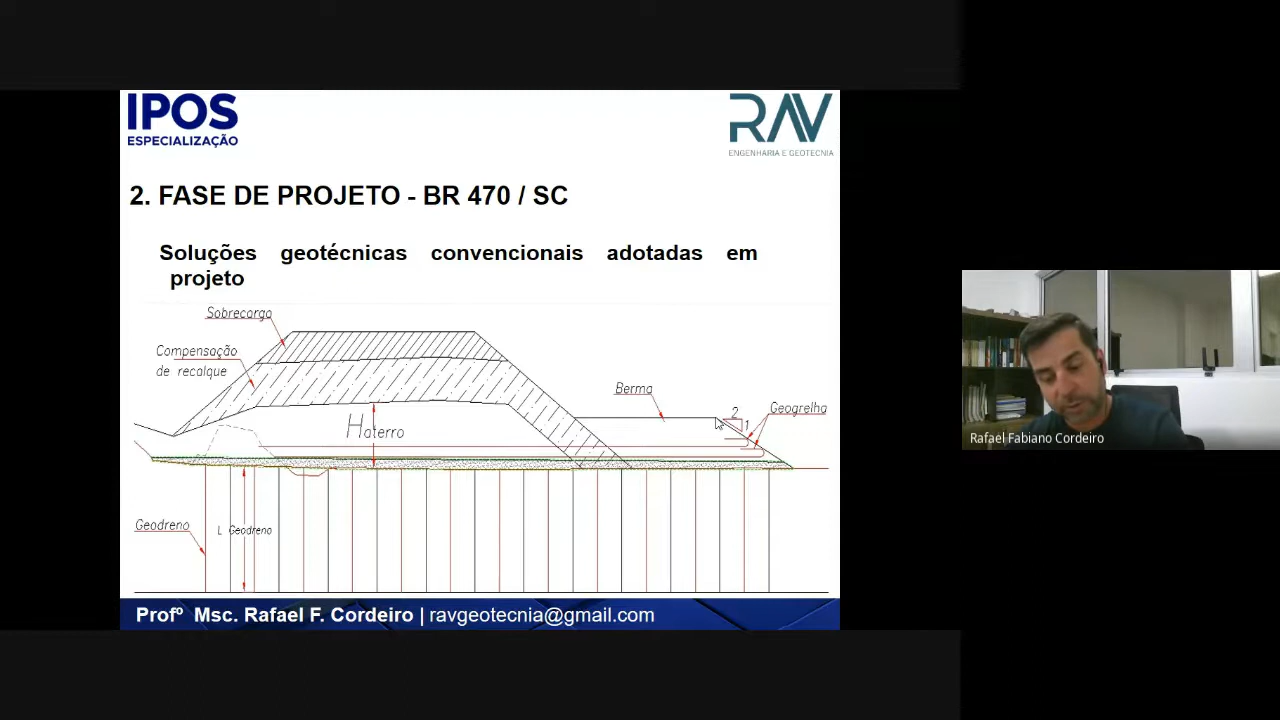 IPOS
ESPECIALIZAÇÃO
RAV
ENGENHARIA E GEOTECNIA
2. FASE DE PROJETO - BR 470 / SC
Soluções geotécnicas convencionais adotadas em
projeto
Sobrecarga
Compensação
de recalque
Berma
2
1
Geogrelha
Haterro
Geodreno
L Geodreno
Rafael Fabiano Cordeiro
Profº Msc. Rafael F. Cordeiro | ravgeotecnia@gmail.com